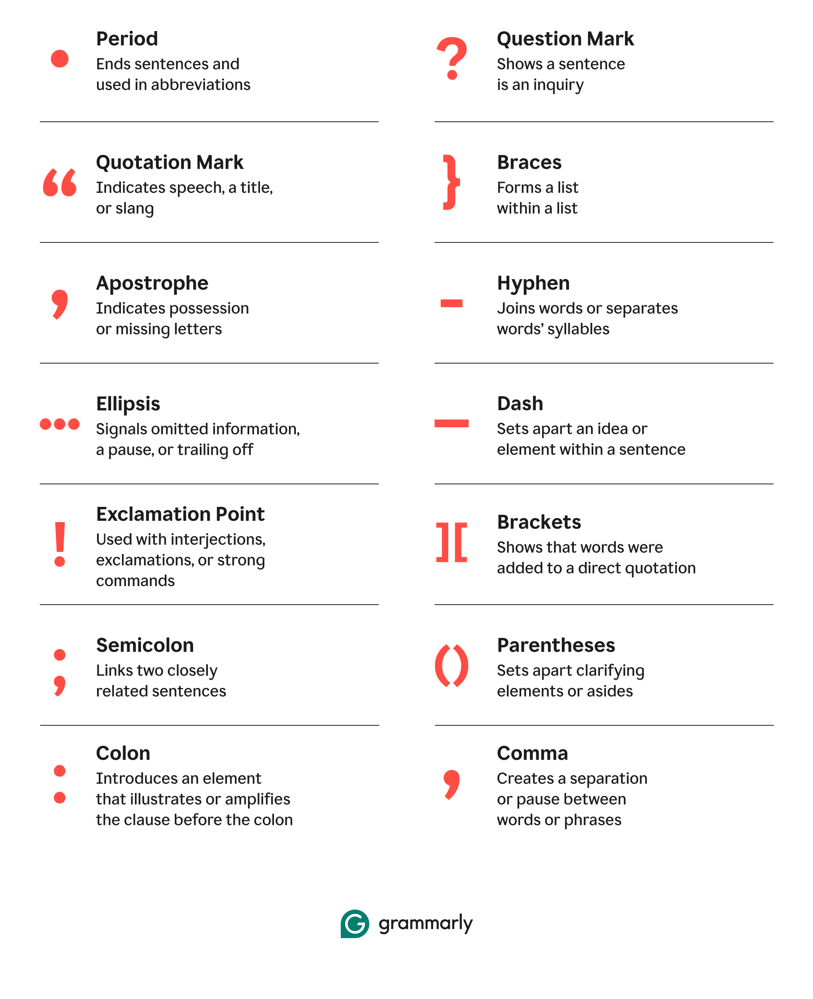 .
Period
Ends sentences and
used in abbreviations
?
Question Mark
Shows a sentence
is an inquiry
“
Quotation Mark
Indicates speech, a title,
or slang
}
Braces
Forms a list
within a list
’
Apostrophe
Indicates possession
or missing letters
-
Hyphen
Joins words or separates
words’ syllables
...
Ellipsis
Signals omitted information,
a pause, or trailing off
—
Dash
Sets apart an idea or
element within a sentence
!
Exclamation Point
Used with interjections,
exclamations, or strong
commands
][
Brackets
Shows that words were
added to a direct quotation
;
Semicolon
Links two closely
related sentences
()
Parentheses
Sets apart clarifying
elements or asides
:
Colon
Introduces an element
that illustrates or amplifies
the clause before the colon
,
Comma
Creates a separation
or pause between
words or phrases
G grammarly